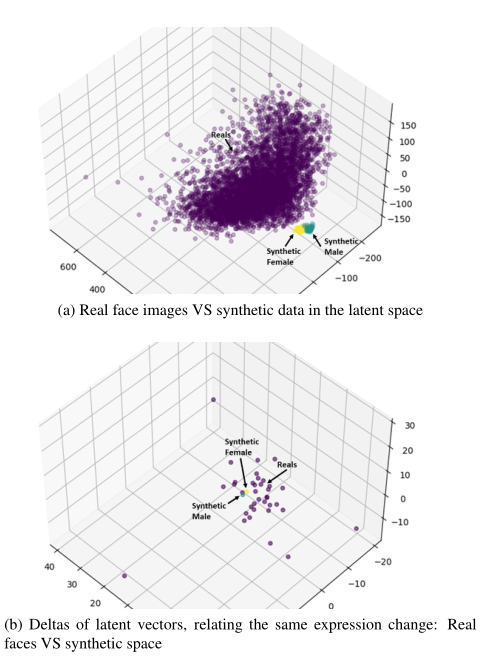 Reals
150
100
50
0
−50
−100
−150
Synthetic Female
Synthetic Male
600
400
−200
−100
(a) Real face images VS synthetic data in the latent space
Synthetic Female
Reals
Synthetic Male
30
20
10
0
−10
40
30
20
−20
−10
0
(b) Deltas of latent vectors, relating the same expression change: Real
faces VS synthetic space